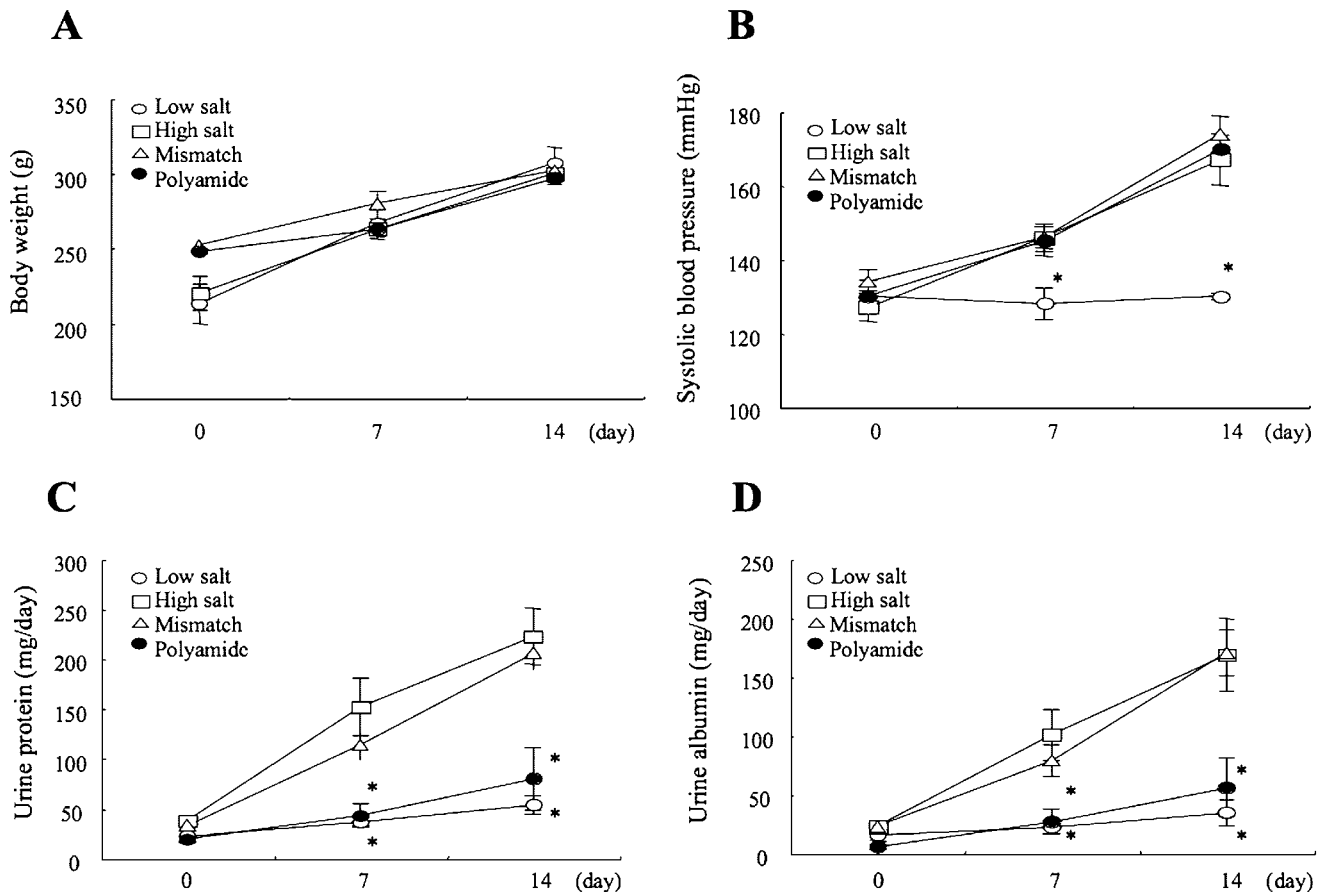 A
Body weight (g)
350
300
250
200
150
Low salt
High salt
Mismatch
Polyamide
0 7 14 (day)
B
Systolic blood pressure (mmHg)
180
160
140
120
100
Low salt
High salt
Mismatch
Polyamide
*
*
0 7 14 (day)
C
Urine protein (mg/day)
300
250
200
150
100
50
0
Low salt
High salt
Mismatch
Polyamide
*
*
*
*
0 7 14 (day)
D
Urine albumin (mg/day)
250
200
150
100
50
0
Low salt
High salt
Mismatch
Polyamide
*
*
*
*
0 7 14 (day)